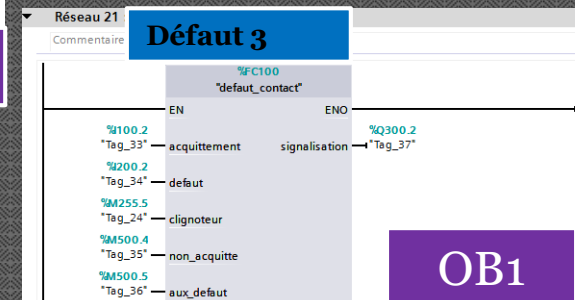 Réseau 21
Défaut 3
Commentaire
%FC100
"defaut_contact"
EN ENO
%I100.2 %Q300.2
"Tag_33" acquittement signalisation "Tag_37"
%I200.2
"Tag_34" defaut
%M255.5
"Tag_24" clignoteur
%M500.4
"Tag_35" non_acquitte
%M500.5
"Tag_36" aux_defaut
OB1